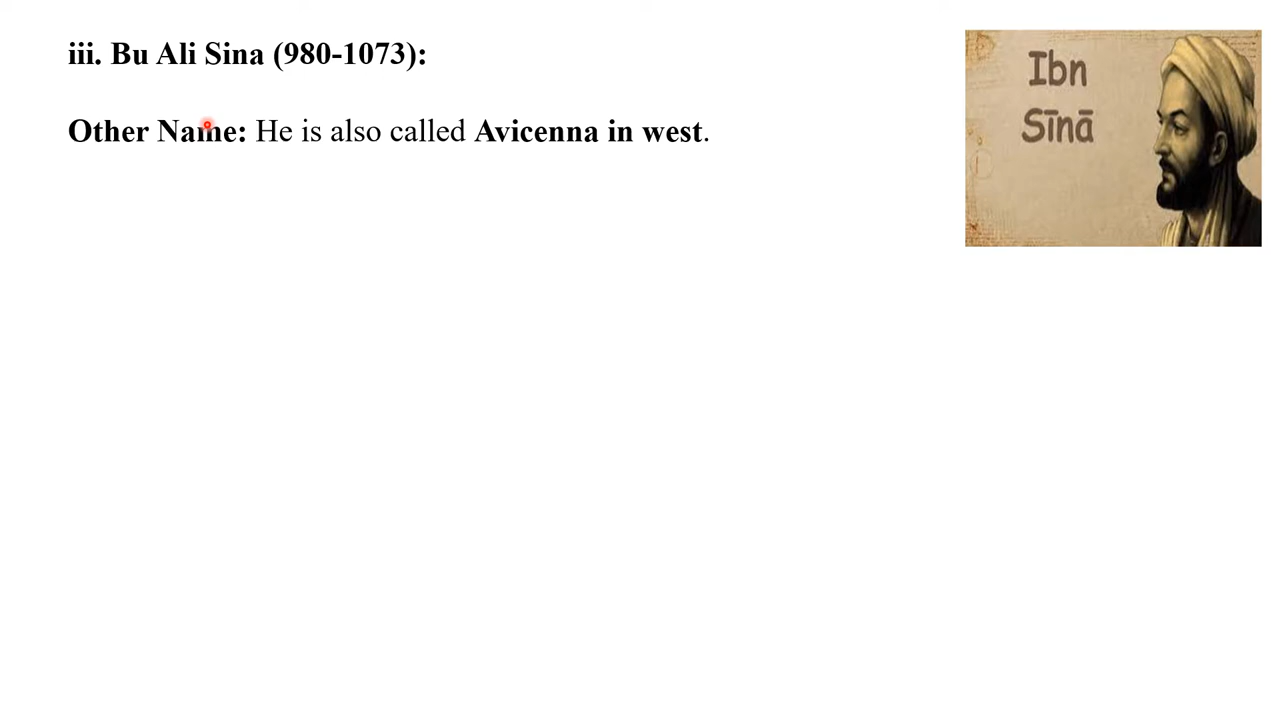 iii. Bu Ali Sina (980-1073):
Other Name: He is also called Avicenna in west.
Ibn
Sīnā